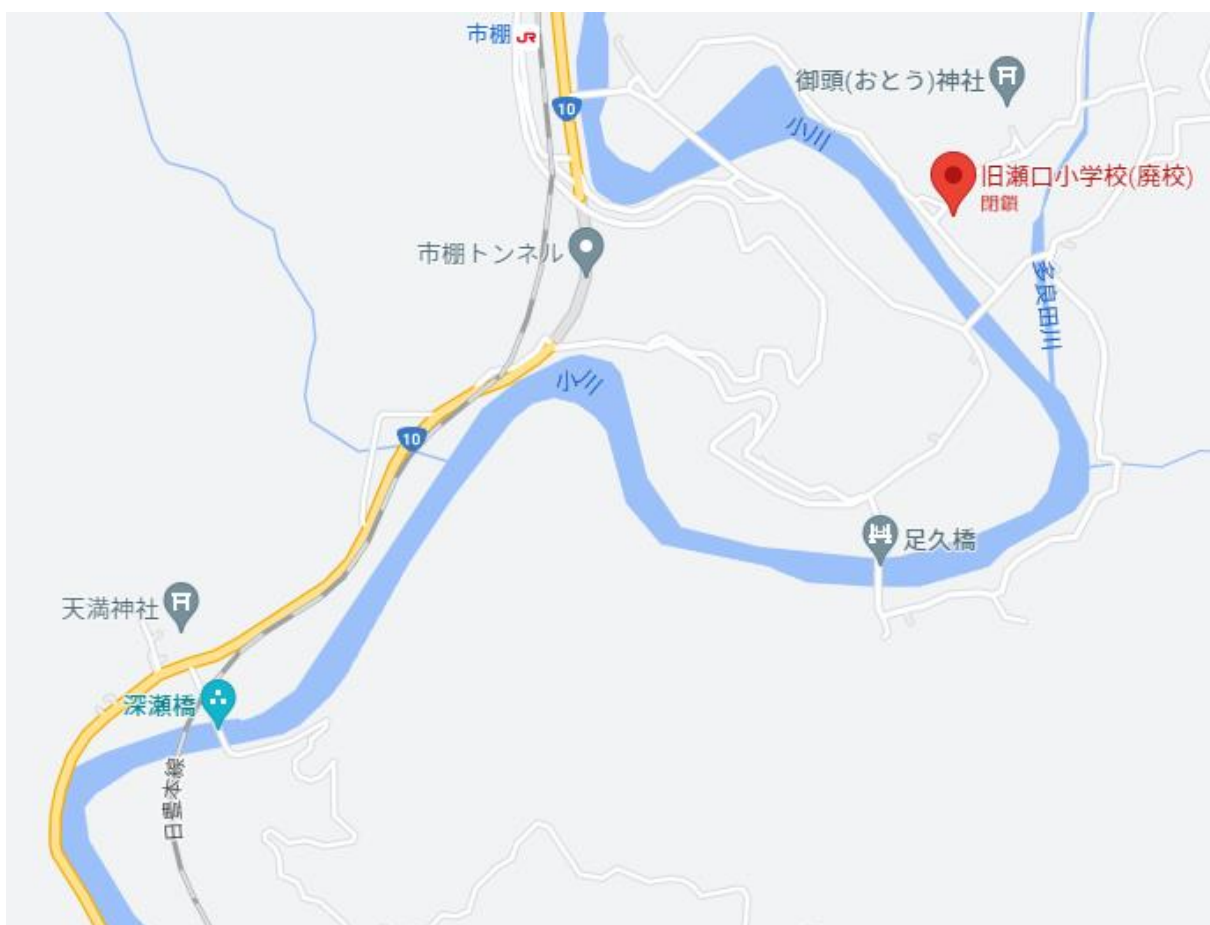 市棚
JR
御頭(おとう)神社
10
小川
旧瀬口小学校(廃校)
閉鎖
市棚トンネル
多良田川
小川
10
足久橋
天満神社
深瀬橋
日豊本線